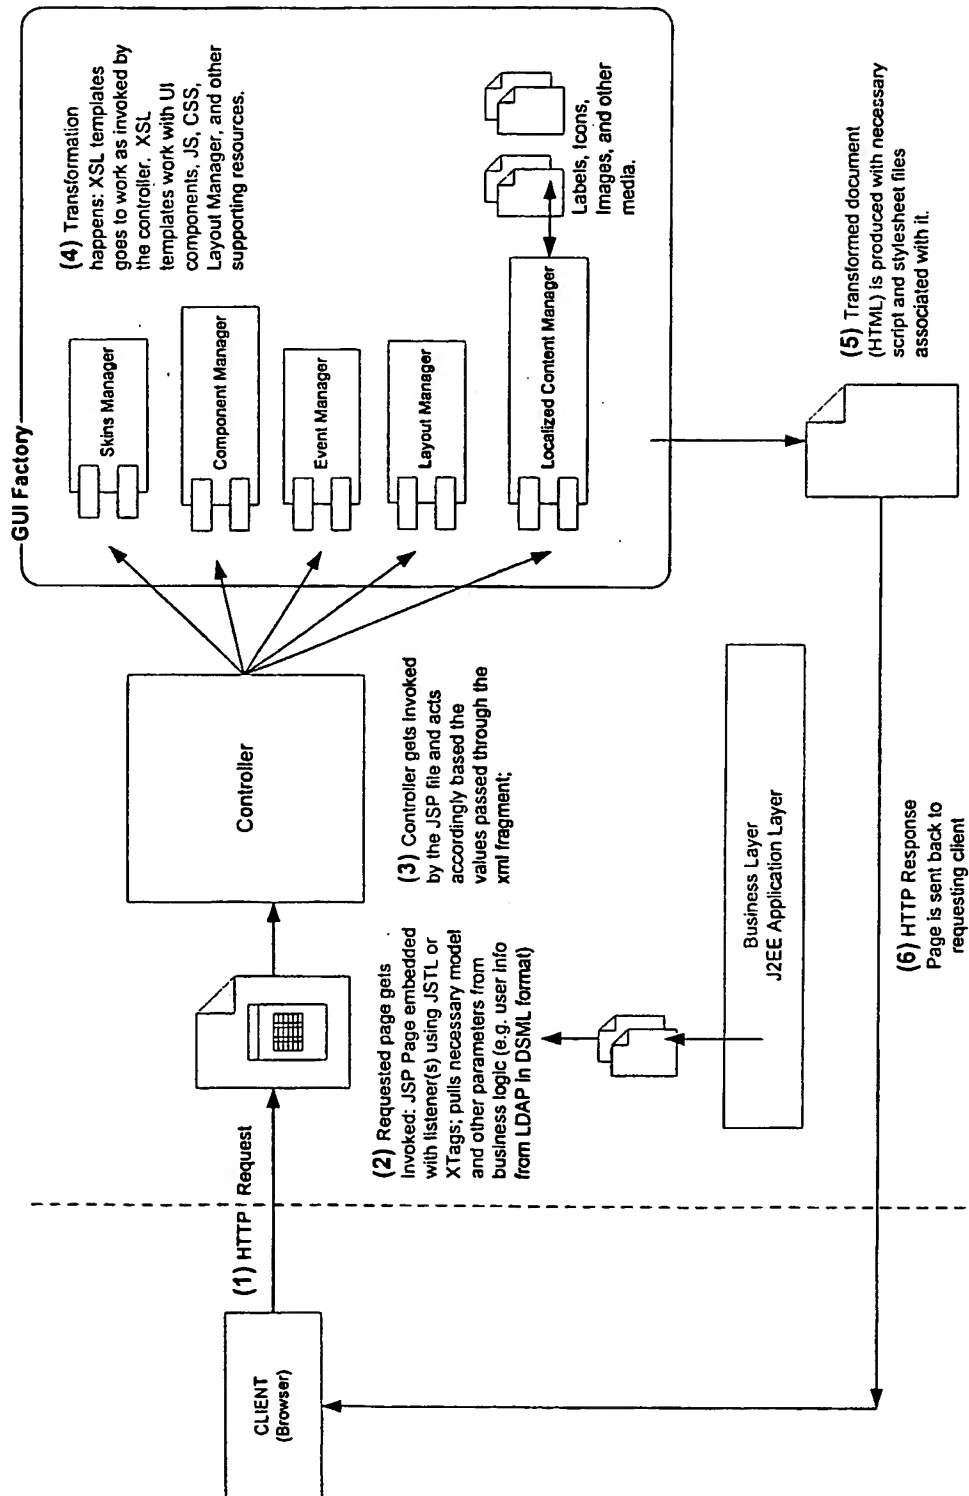 GUI Factory
(4) Transformation
happens: XSL templates
goes to work as invoked by
the controller. XSL
templates work with UI
components, JS, CSS,
Layout Manager, and other
supporting resources.
Skins Manager
Component Manager
Event Manager
Layout Manager
Localized Content Manager
Labels, Icons,
Images, and other
media.
Controller
(3) Controller gets invoked
by the JSP file and acts
accordingly based the
values passed through the
xml fragment;
(5) Transformed document
(HTML) is produced with necessary
script and stylesheet files
associated with it.
(2) Requested page gets
Invoked: JSP Page embedded
with listener(s) using JSTL or
XTags; pulls necessary model
and other parameters from
business logic (e.g. user info
from LDAP in DSML format)
Business Layer
J2EE Application Layer
(1) HTTP Request
CLIENT
(Browser)
(6) HTTP Response
Page is sent back to
requesting client